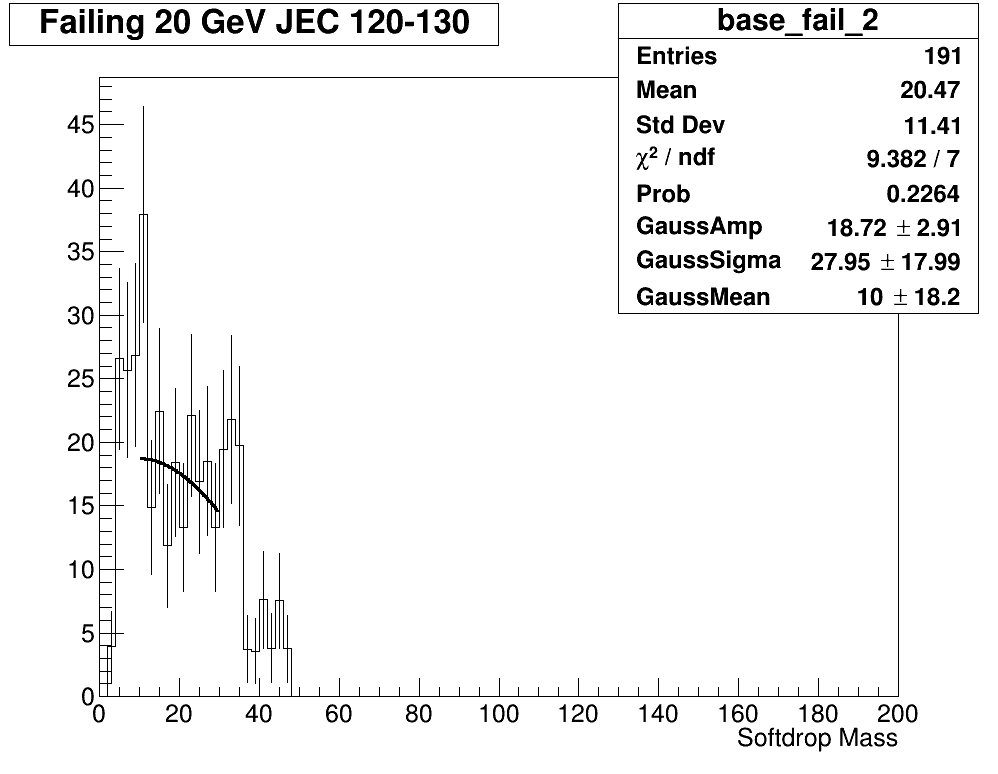 Failing 20 GeV JEC 120-130
base_fail_2
Entries 191
Mean 20.47
Std Dev 11.41
χ² / ndf 9.382 / 7
Prob 0.2264
GaussAmp 18.72 ± 2.91
GaussSigma 27.95 ± 17.99
GaussMean 10 ± 18.2
45
40
35
30
25
20
15
10
5
0
0 20 40 60 80 100 120 140 160 180 200
Softdrop Mass